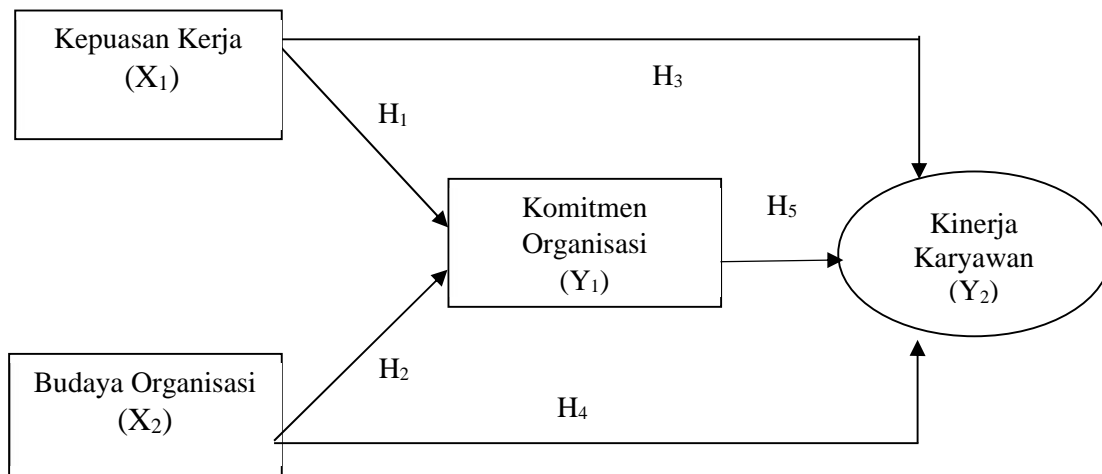 Kepuasan Kerja
(X₁)
H₃
H₁
Komitmen
Organisasi
(Y₁)
H₅
Kinerja
Karyawan
(Y₂)
H₂
Budaya Organisasi
(X₂)
H₄